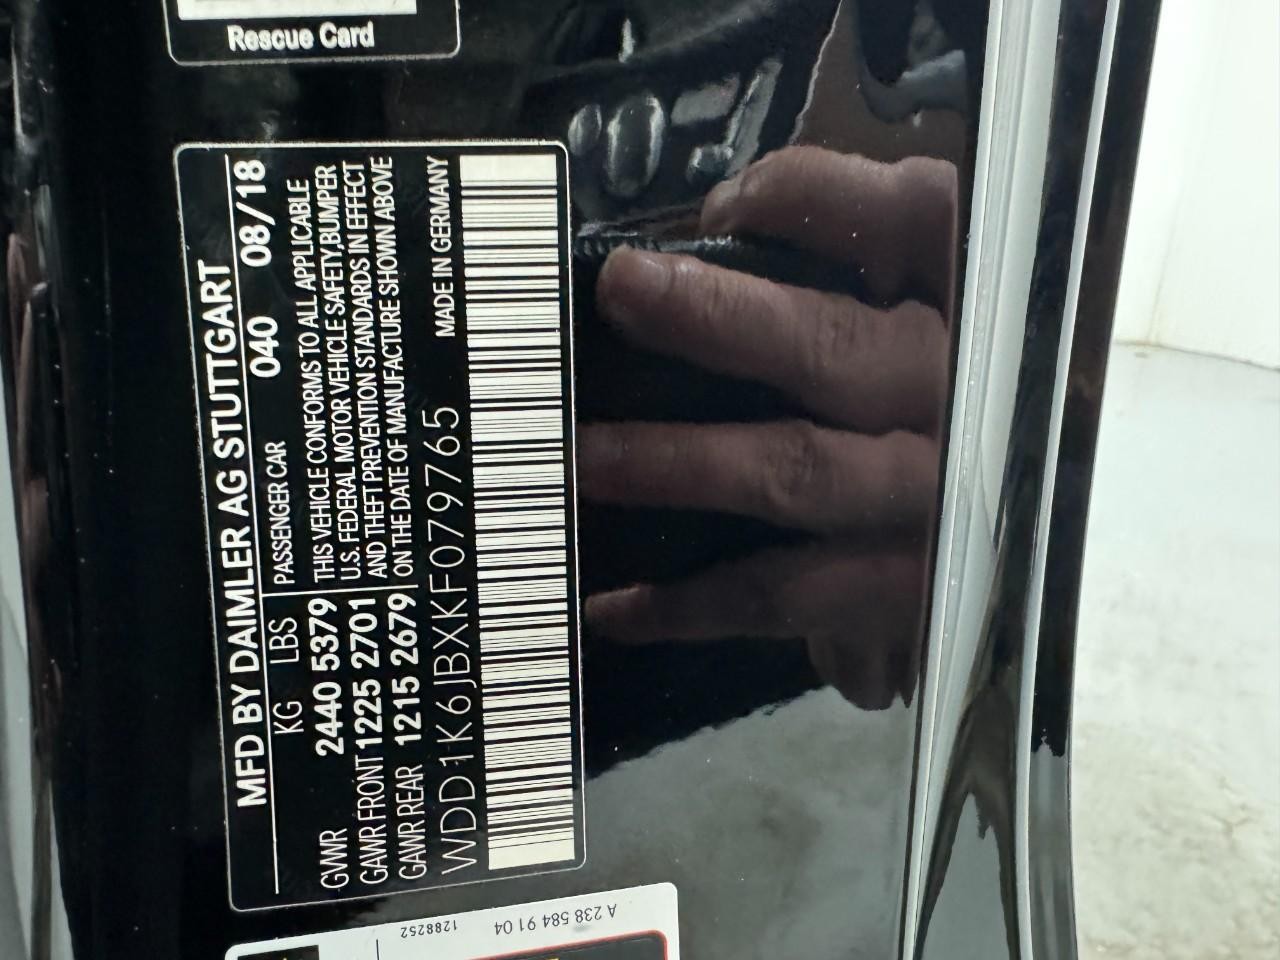 Rescue Card
MFD BY DAIMLER AG STUTTGART
040 08/18
KG LBS PASSENGER CAR
GVWR 2440 5379 THIS VEHICLE CONFORMS TO ALL APPLICABLE
U.S. FEDERAL MOTOR VEHICLE SAFETY,BUMPER
GAWR FRONT 1225 2701 AND THEFT PREVENTION STANDARDS IN EFFECT
GAWR REAR 1215 2679 ON THE DATE OF MANUFACTURE SHOWN ABOVE
WDD1K6JBXKF079765 MADE IN GERMANY
A 238 584 91 04
1288252